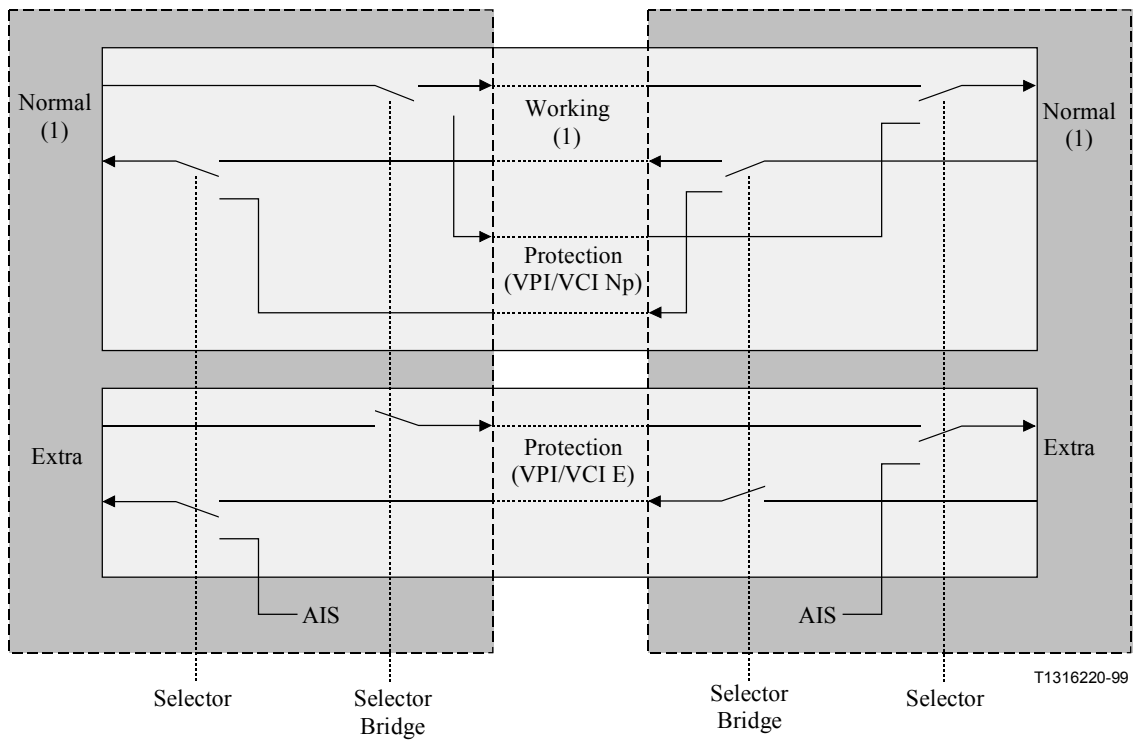 Normal
(1)
Working
(1)
Normal
(1)
Protection
(VPI/VCI Np)
Extra
Protection
(VPI/VCI E)
Extra
AIS
AIS
T1316220-99
Selector
Selector
Bridge
Selector
Bridge
Selector